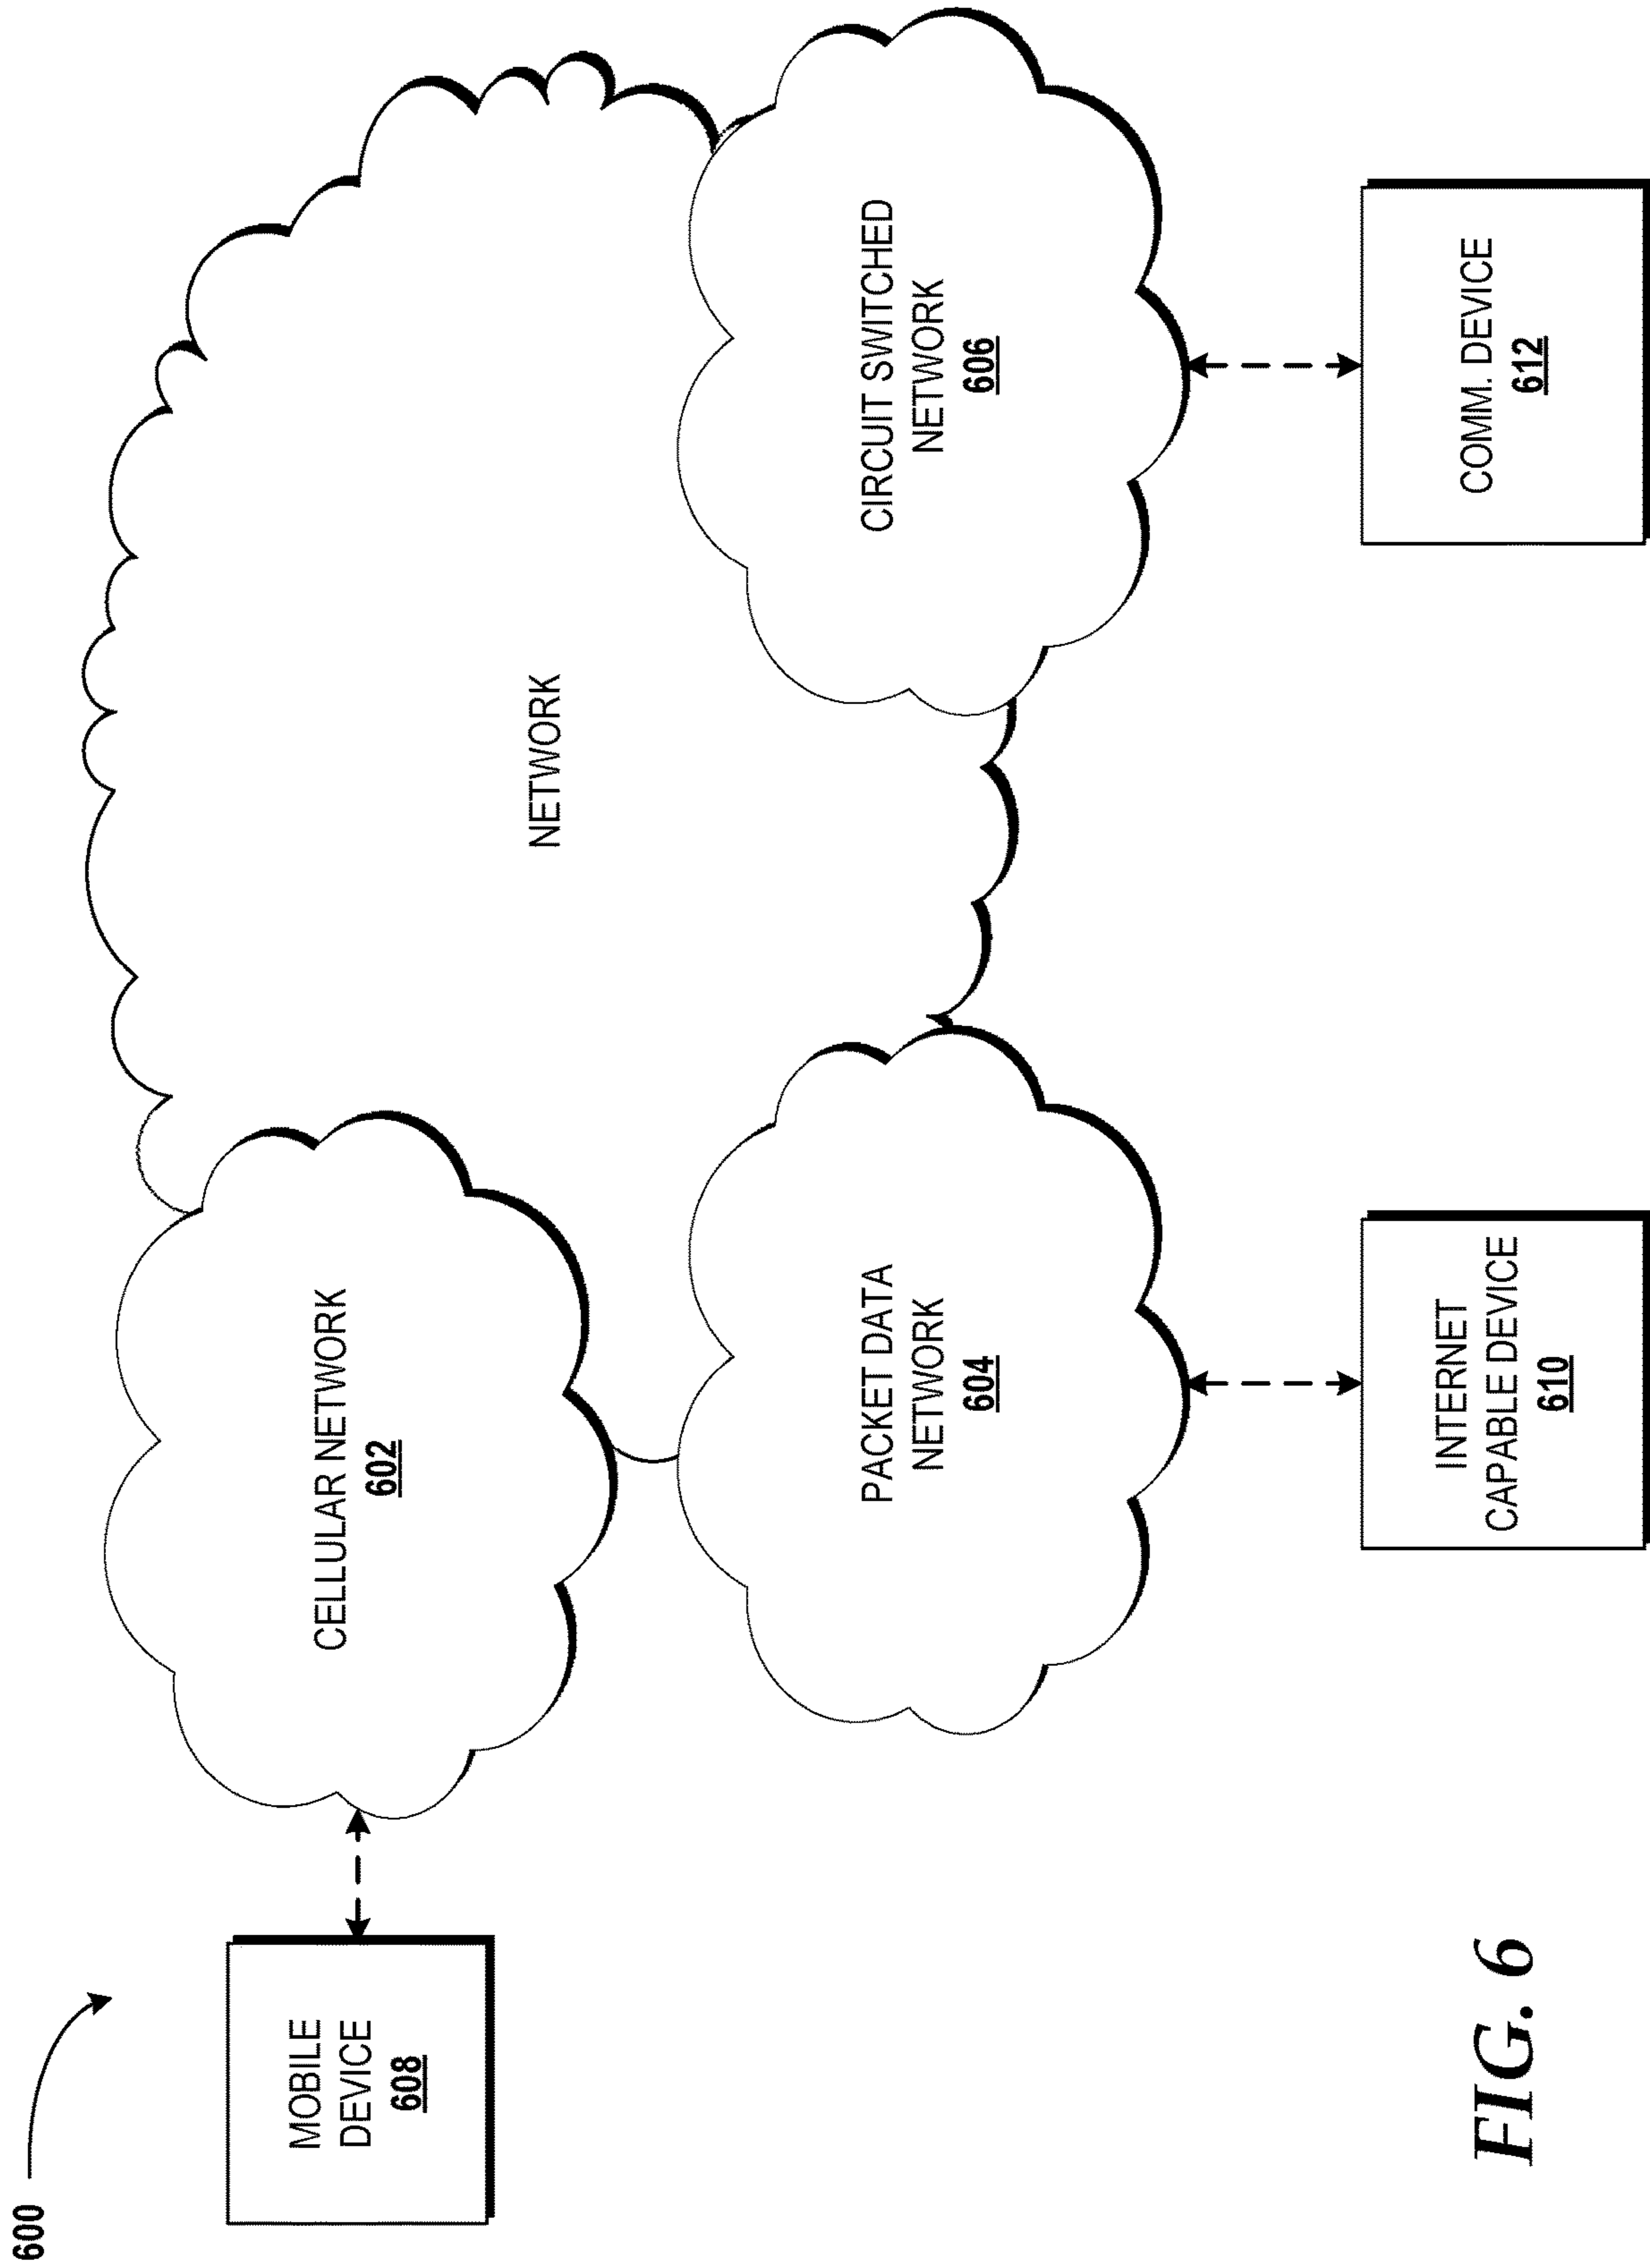 600
MOBILE
DEVICE
608
CELLULAR NETWORK
602
NETWORK
PACKET DATA
NETWORK
604
CIRCUIT SWITCHED
NETWORK
606
INTERNET
CAPABLE DEVICE
610
COMM. DEVICE
612
FIG. 6